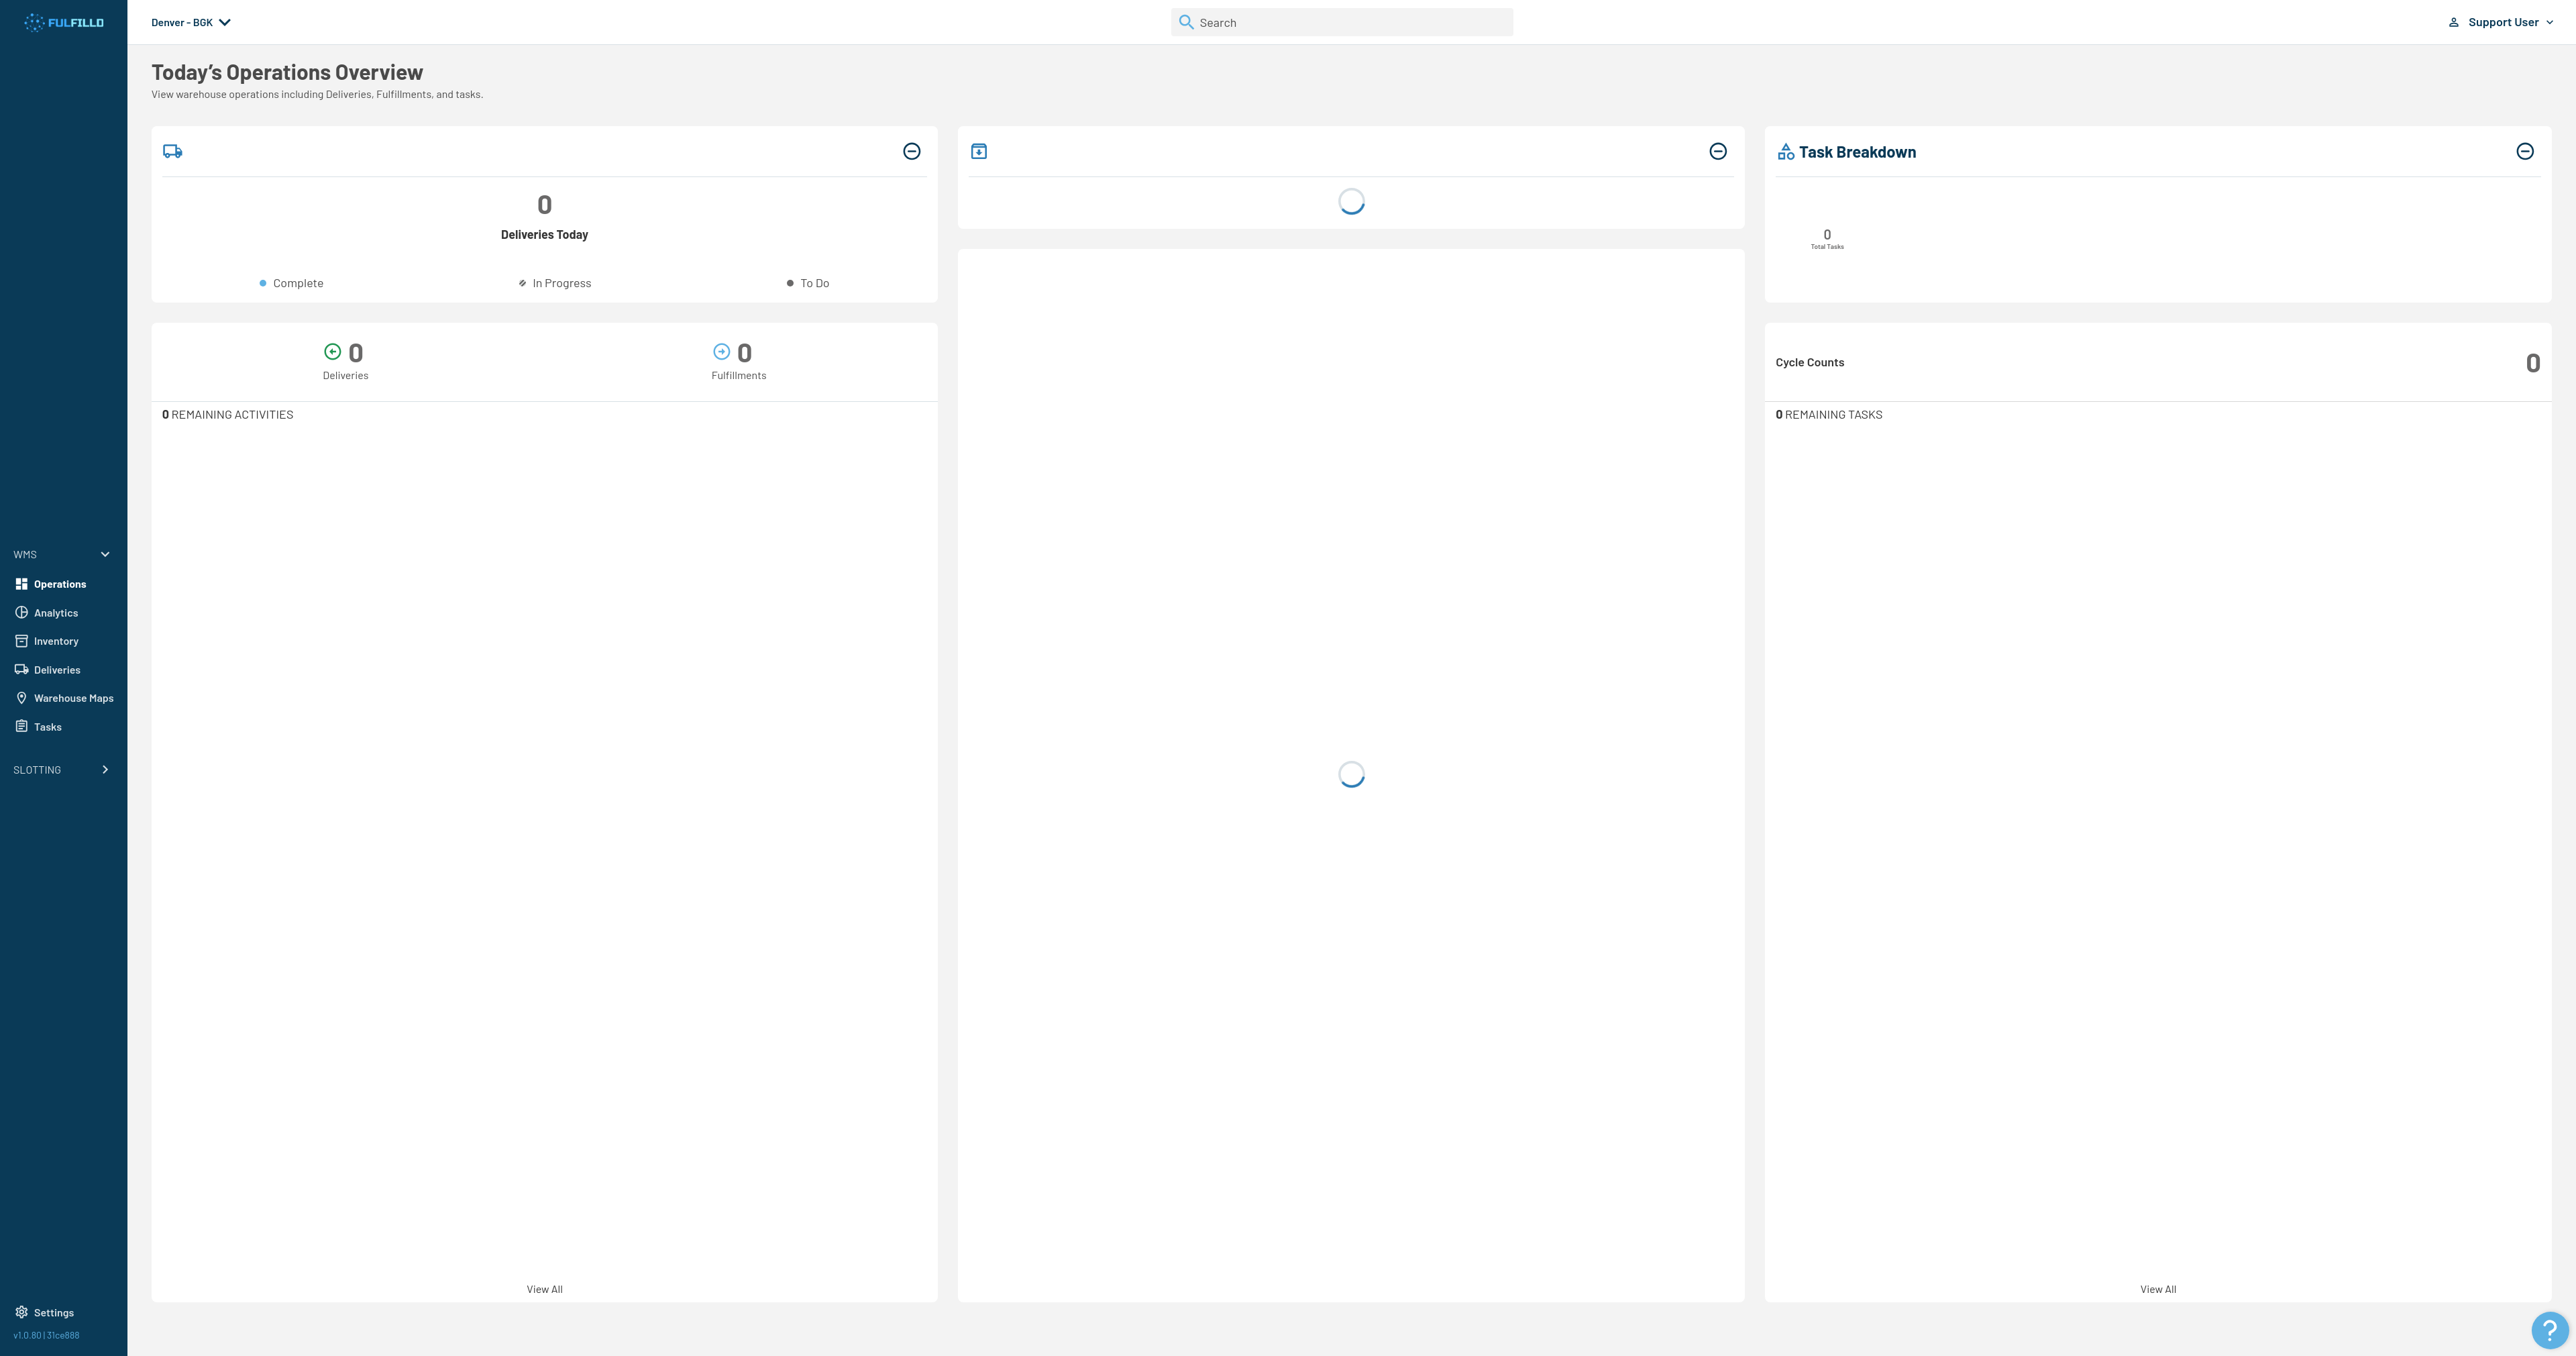 FULFILLD
Denver - BGK
Search
Support User
Today’s Operations Overview
View warehouse operations including Deliveries, Fulfillments, and tasks.
0
Deliveries Today
Complete
In Progress
To Do
Task Breakdown
0
Total Tasks
0
Deliveries
0
Fulfillments
0 REMAINING ACTIVITIES
View All
Cycle Counts
0
0 REMAINING TASKS
View All
WMS
Operations
Analytics
Inventory
Deliveries
Warehouse Maps
Tasks
SLOTTING
Settings
v1.0.80 | 31ce888
?